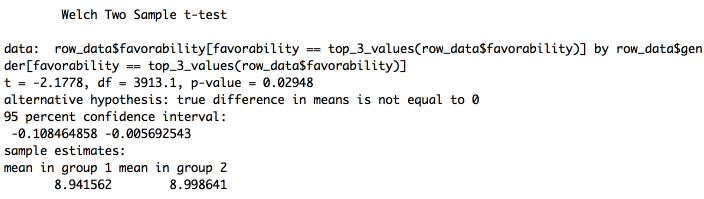 Welch Two Sample t-test
data:  row_data$favorability[favorability == top_3_values(row_data$favorability)] by row_data$gen
der[favorability == top_3_values(row_data$favorability)]
t = -2.1778, df = 3913.1, p-value = 0.02948
alternative hypothesis: true difference in means is not equal to 0
95 percent confidence interval:
 -0.108464858 -0.005692543
sample estimates:
mean in group 1 mean in group 2
       8.941562        8.998641